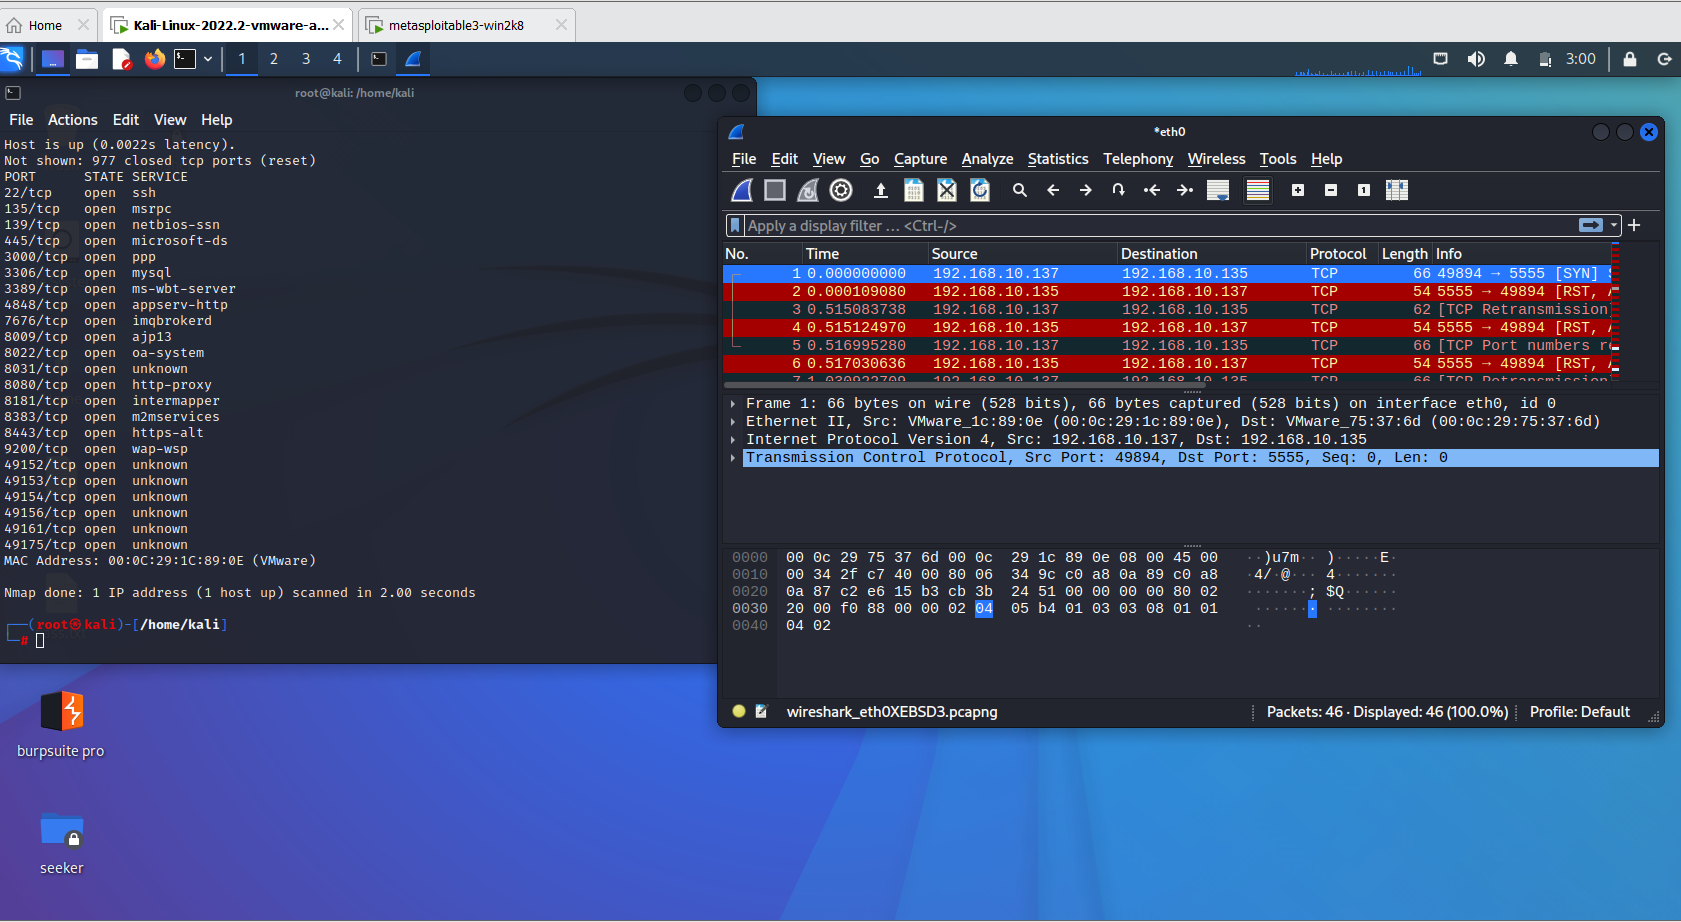 Home
Kali-Linux-2022.2-vmware-a...
metasploitable3-win2k8
1 2 3 4
3:00
root@kali: /home/kali
File Actions Edit View Help
Host is up (0.0022s latency).
Not shown: 977 closed tcp ports (reset)
PORT STATE SERVICE
22/tcp open ssh
135/tcp open msrpc
139/tcp open netbios-ssn
445/tcp open microsoft-ds
3000/tcp open ppp
3306/tcp open mysql
3389/tcp open ms-wbt-server
4848/tcp open appserv-http
7676/tcp open imqbrokerd
8009/tcp open ajp13
8022/tcp open oa-system
8031/tcp open unknown
8080/tcp open http-proxy
8181/tcp open intermapper
8383/tcp open m2mservices
8443/tcp open https-alt
9200/tcp open wap-wsp
49152/tcp open unknown
49153/tcp open unknown
49154/tcp open unknown
49156/tcp open unknown
49161/tcp open unknown
49175/tcp open unknown
MAC Address: 00:0C:29:1C:89:0E (VMware)
Nmap done: 1 IP address (1 host up) scanned in 2.00 seconds
(root㉿kali)-[/home/kali]
#
*eth0
File Edit View Go Capture Analyze Statistics Telephony Wireless Tools Help
Apply a display filter ... <Ctrl-/>
No. Time Source Destination Protocol Length Info
1 0.000000000 192.168.10.137 192.168.10.135 TCP 66 49894 → 5555 [SYN]
2 0.000109080 192.168.10.135 192.168.10.137 TCP 54 5555 → 49894 [RST,
3 0.515083738 192.168.10.137 192.168.10.135 TCP 62 [TCP Retransmission]
4 0.515124970 192.168.10.135 192.168.10.137 TCP 54 5555 → 49894 [RST,
5 0.516995280 192.168.10.137 192.168.10.135 TCP 66 [TCP Port numbers
6 0.517030636 192.168.10.135 192.168.10.137 TCP 54 5555 → 49894 [RST,
7 1.030922709 192.168.10.137 192.168.10.135 TCP 66 [TCP Retransmission]
Frame 1: 66 bytes on wire (528 bits), 66 bytes captured (528 bits) on interface eth0, id 0
Ethernet II, Src: VMware_1c:89:0e (00:0c:29:1c:89:0e), Dst: VMware_75:37:6d (00:0c:29:75:37:6d)
Internet Protocol Version 4, Src: 192.168.10.137, Dst: 192.168.10.135
Transmission Control Protocol, Src Port: 49894, Dst Port: 5555, Seq: 0, Len: 0
0000 00 0c 29 75 37 6d 00 0c 29 1c 89 0e 08 00 45 00 ··)u7m·· )·····E·
0010 00 34 2f c7 40 00 80 06 34 9c c0 a8 0a 89 c0 a8 ·4/·@··· 4·······
0020 0a 87 c2 e6 15 b3 cb 3b 24 51 00 00 00 00 80 02 ·······; $Q······
0030 20 00 f0 88 00 00 02 04 05 b4 01 03 03 08 01 01 ······· ········
0040 04 02 ··
wireshark_eth0XEBSD3.pcapng
Packets: 46 · Displayed: 46 (100.0%)
Profile: Default
burpsuite pro
seeker